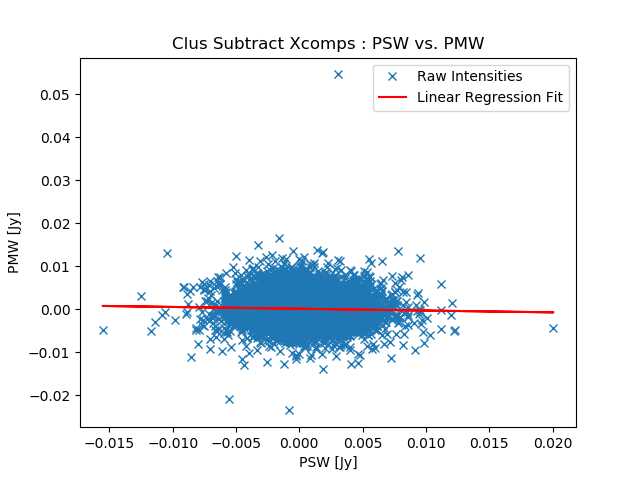 Clus Subtract Xcomps : PSW vs. PMW
Raw Intensities
Linear Regression Fit
PMW [Jy]
0.05
0.04
0.03
0.02
0.01
0.00
−0.01
−0.02
−0.015 −0.010 −0.005 0.000 0.005 0.010 0.015 0.020
PSW [Jy]